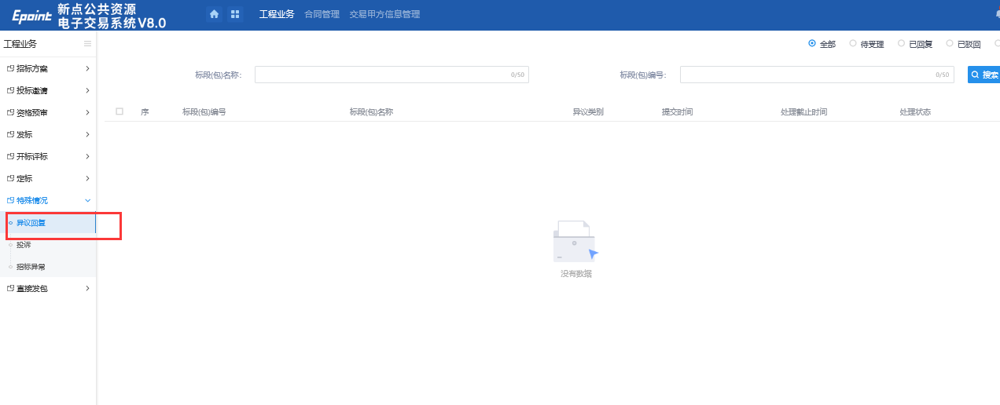 Epoint 新点公共资源
电子交易系统V8.0
工程业务 合同管理 交易甲方信息管理
工程业务
全部 待受理 已回复 已驳回
招标方案
投标邀请
资格预审
发标
开标评标
定标
特殊情况
异议回复
投诉
招标异常
直接发包
标段(包)名称: 0/50 标段(包)编号: 0/50 搜索
序 标段(包)编号 标段(包)名称 异议类别 提交时间 处理截止时间 处理状态
没有数据